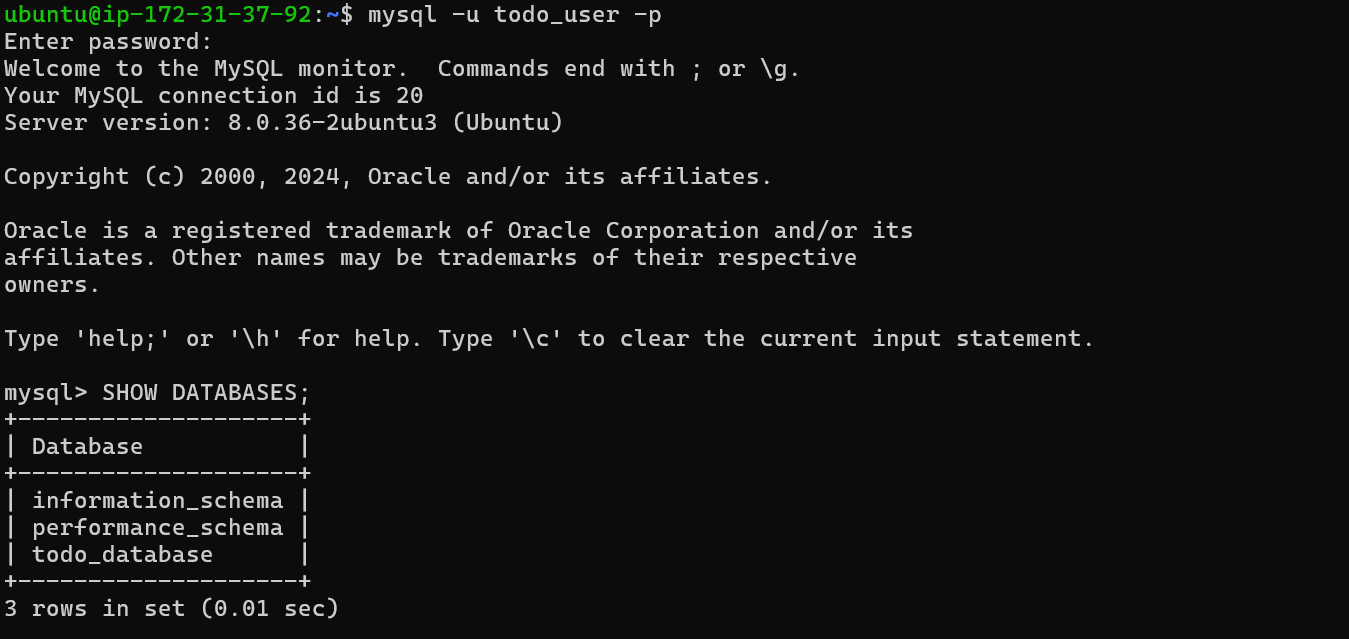 ubuntu@ip-172-31-37-92:~$ mysql -u todo_user -p
Enter password:
Welcome to the MySQL monitor.  Commands end with ; or \g.
Your MySQL connection id is 20
Server version: 8.0.36-2ubuntu3 (Ubuntu)

Copyright (c) 2000, 2024, Oracle and/or its affiliates.

Oracle is a registered trademark of Oracle Corporation and/or its
affiliates. Other names may be trademarks of their respective
owners.

Type 'help;' or '\h' for help. Type '\c' to clear the current input statement.

mysql> SHOW DATABASES;
+--------------------+
| Database           |
+--------------------+
| information_schema |
| performance_schema |
| todo_database      |
+--------------------+
3 rows in set (0.01 sec)